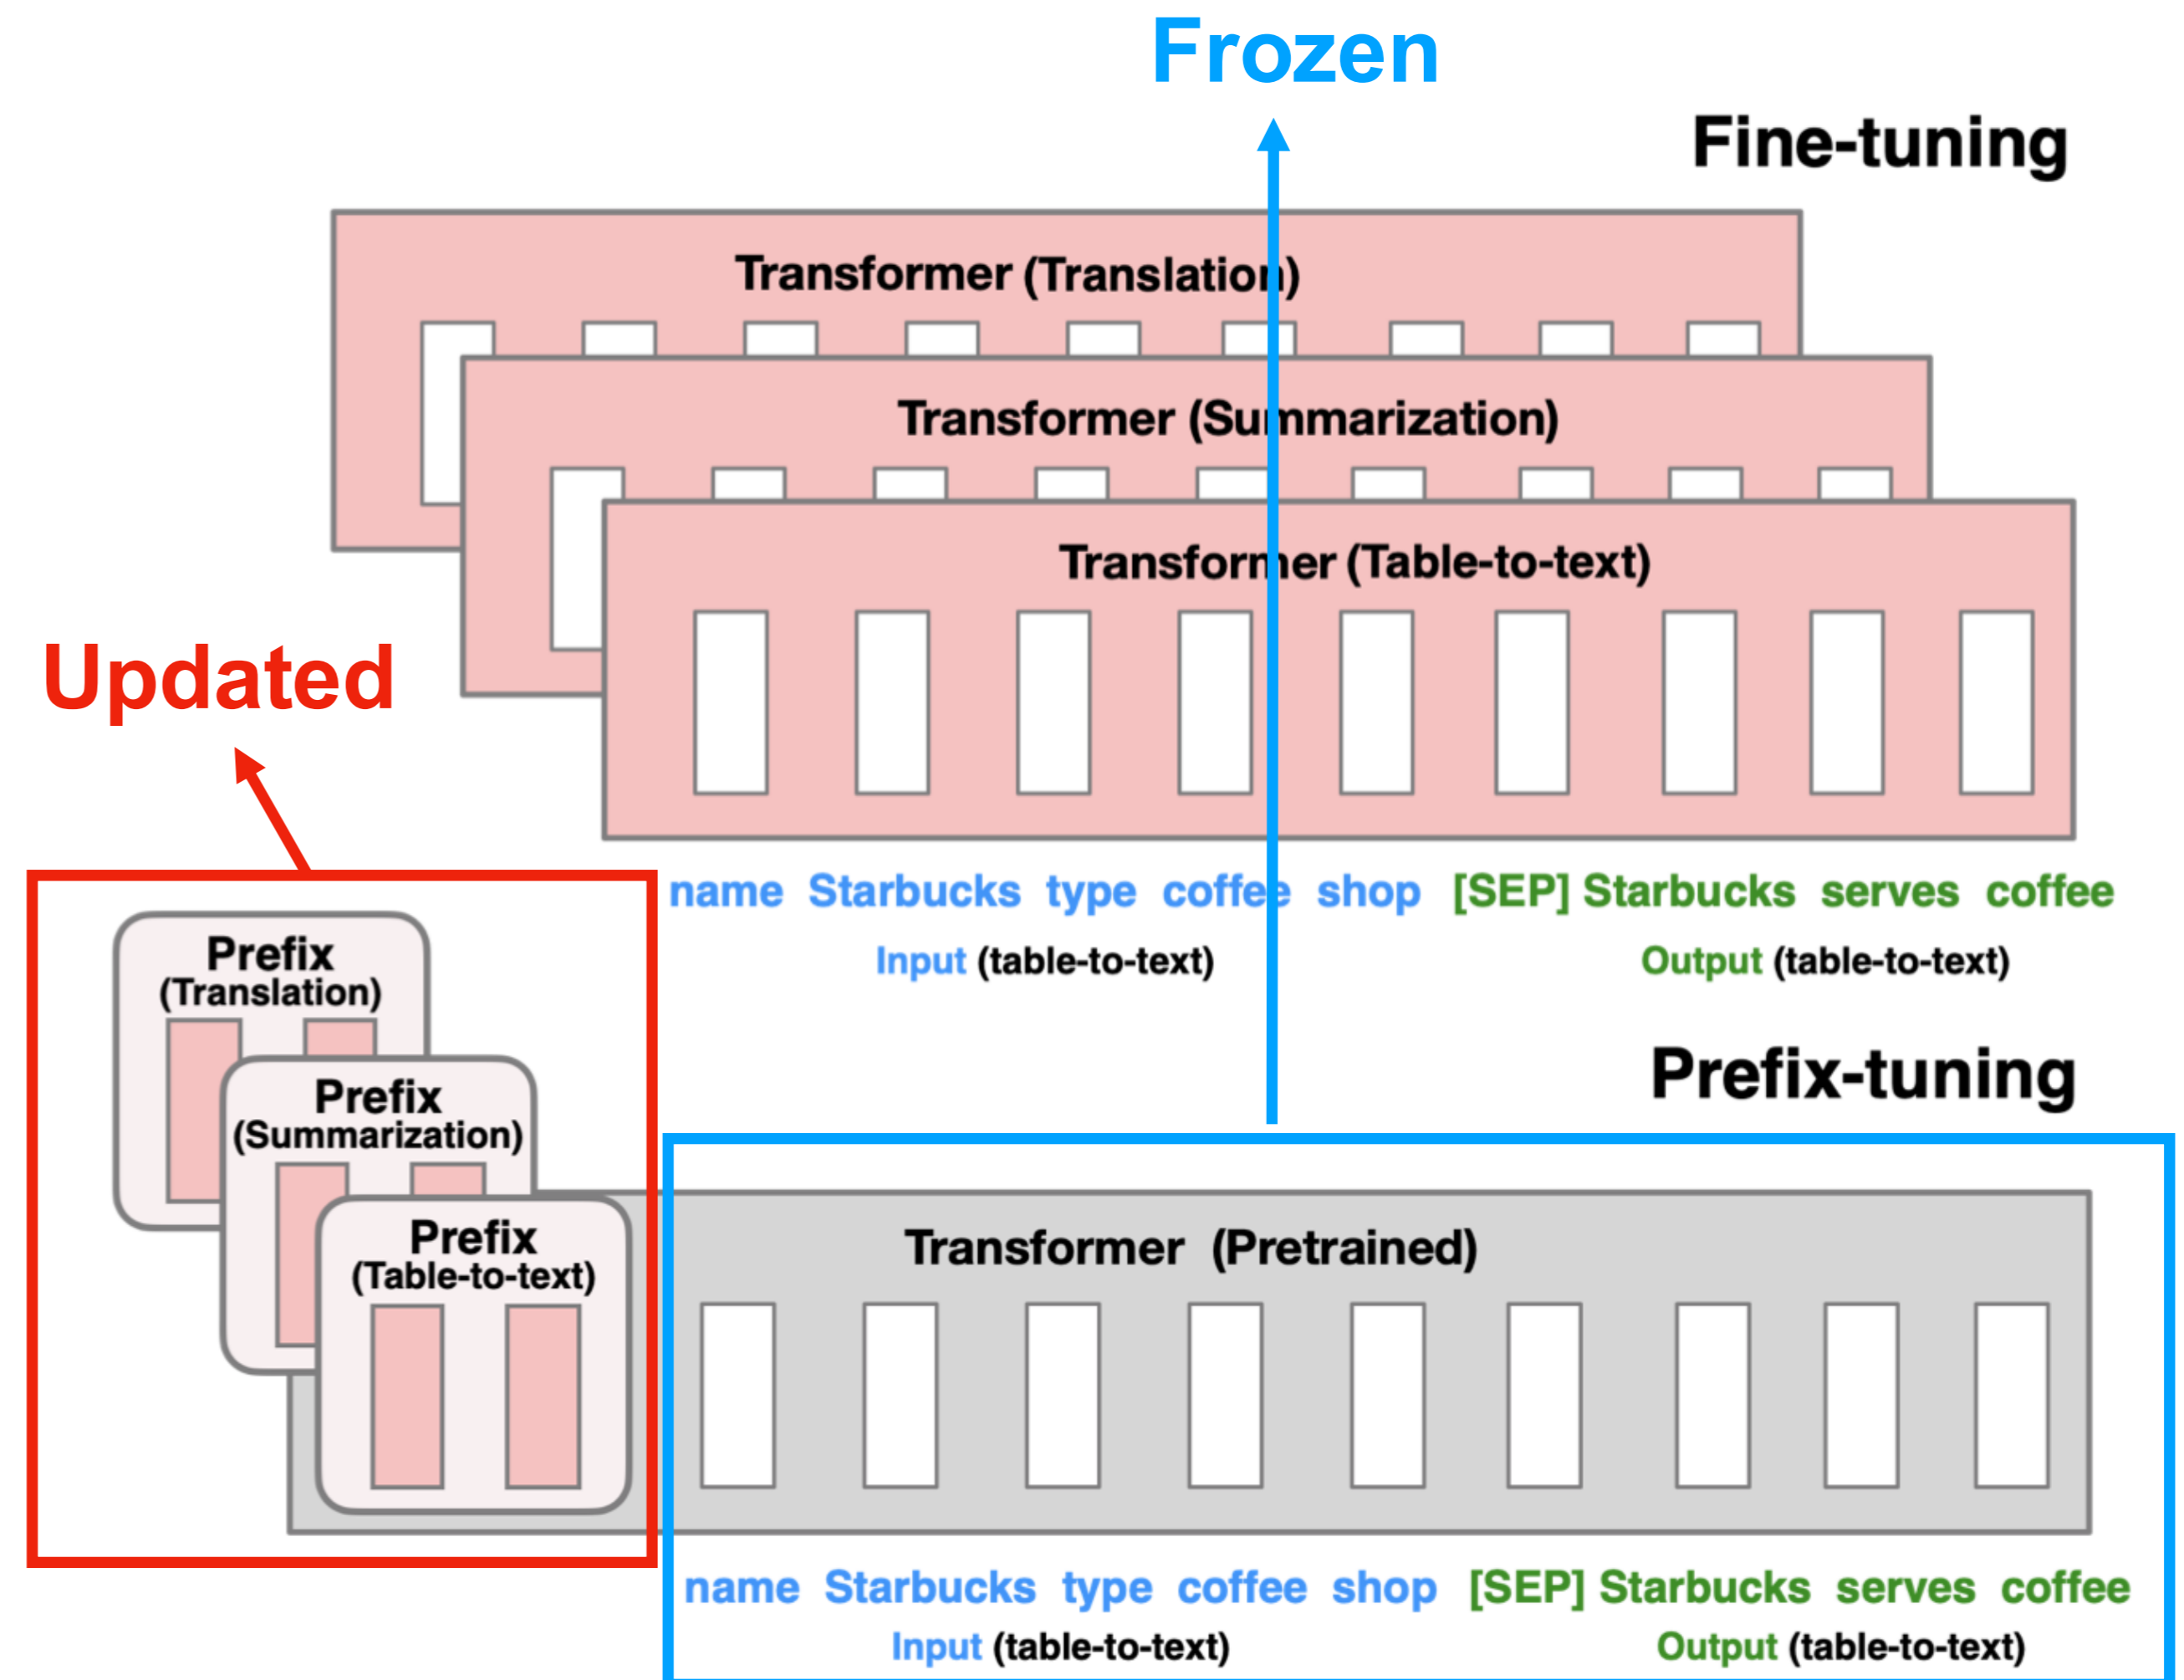 Frozen
Fine-tuning
Transformer (Translation)
Transformer (Summarization)
Transformer (Table-to-text)
Updated
name Starbucks type coffee shop [SEP] Starbucks serves coffee
Input (table-to-text) Output (table-to-text)
Prefix
(Translation)
Prefix-tuning
Prefix
(Summarization)
Prefix
(Table-to-text)
Transformer (Pretrained)
name Starbucks type coffee shop [SEP] Starbucks serves coffee
Input (table-to-text) Output (table-to-text)